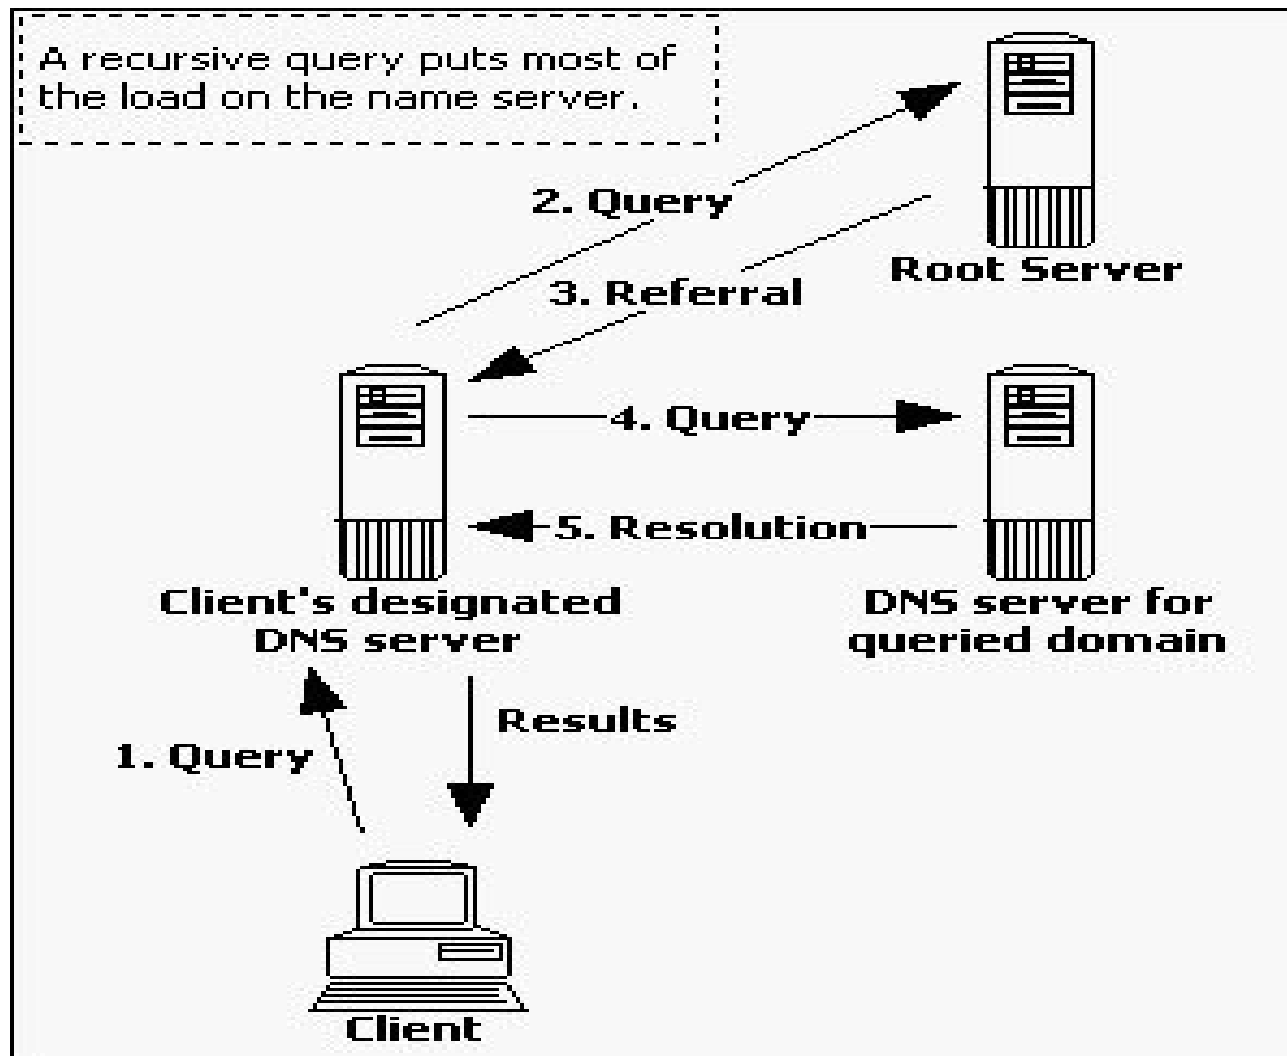 A recursive query puts most of
the load on the name server.
2. Query
3. Referral
Root Server
4. Query
5. Resolution
Client's designated
DNS server
DNS server for
queried domain
Results
1. Query
Client